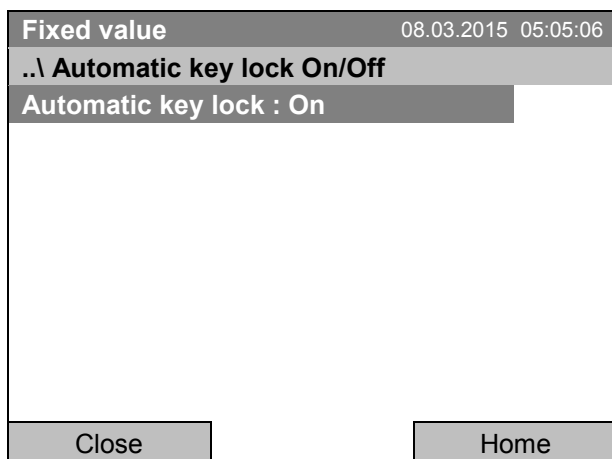 Fixed value 08.03.2015 05:05:06
..\ Automatic key lock On/Off
Automatic key lock : On
Close Home